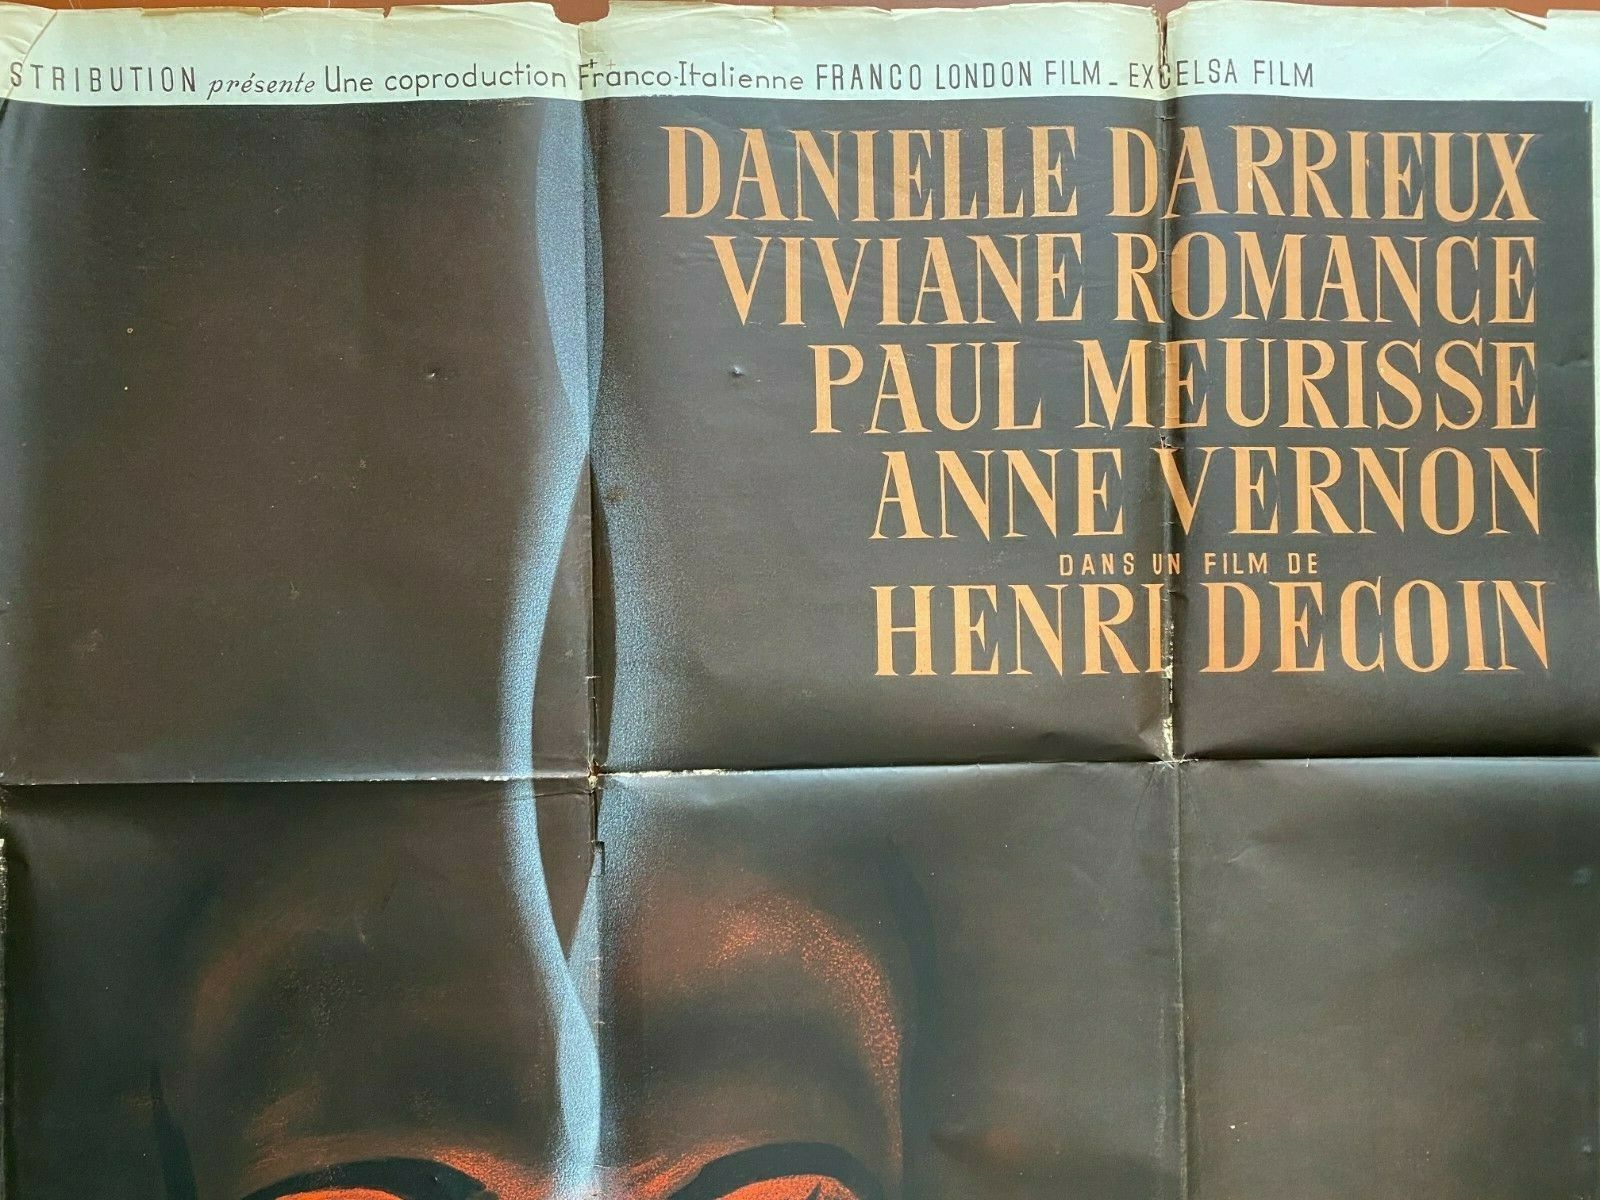 STRIBUTION présente Une coproduction Franco-Italienne FRANCO LONDON FILM - EXCELSA FILM
DANIELLE DARRIEUX
VIVIANE ROMANCE
PAUL MEURISSE
ANNE VERNON
DANS UN FILM DE
HENRI DECOIN